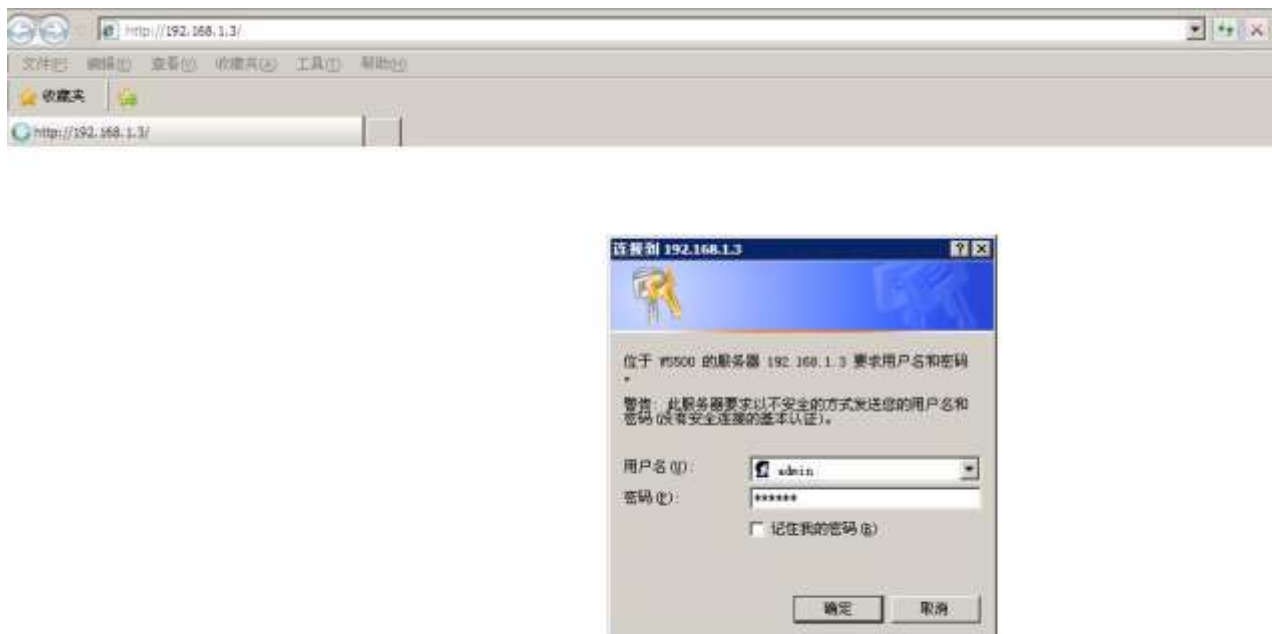 http://192.168.1.3/
文件(F) 编辑(E) 查看(V) 收藏夹(A) 工具(T) 帮助(H)
收藏夹
http://192.168.1.3/
连接到 192.168.1.3
位于 W5500 的服务器 192.168.1.3 要求用户名和密码
。
警告: 此服务器要求以不安全的方式发送您的用户名和
密码(没有安全连接的基本认证)。
用户名(U): admin
密码(P): ******
记住我的密码(R)
确定 取消